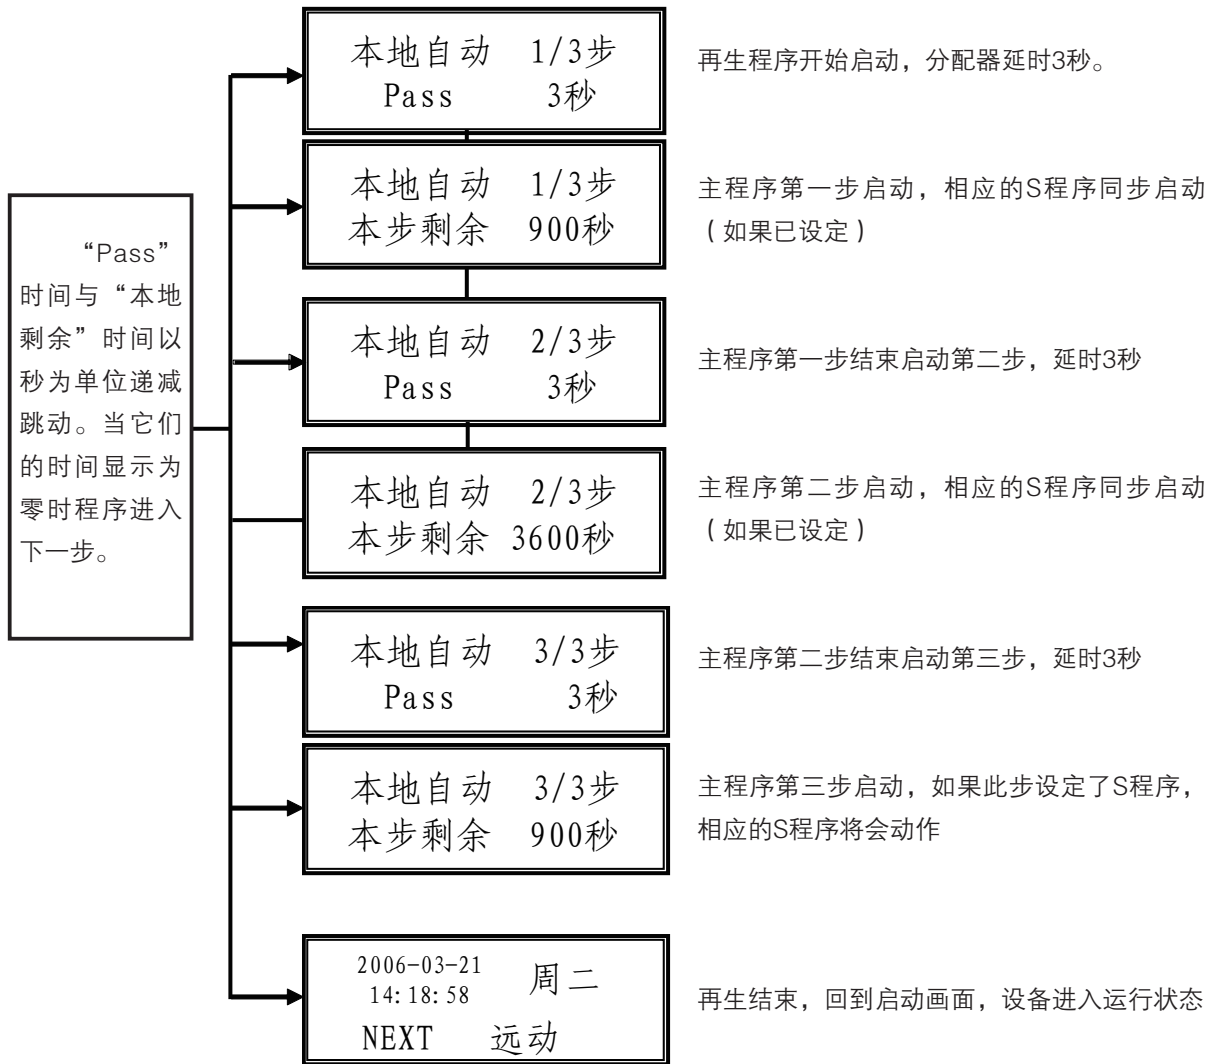 本地自动 1/3步
Pass 3秒
再生程序开始启动，分配器延时3秒。
本地自动 1/3步
本步剩余 900秒
主程序第一步启动，相应的S程序同步启动
（如果已设定）
“Pass”
时间与“本地
剩余”时间以
秒为单位递减
跳动。当它们
的时间显示为
零时程序进入
下一步。
本地自动 2/3步
Pass 3秒
主程序第一步结束启动第二步，延时3秒
本地自动 2/3步
本步剩余 3600秒
主程序第二步启动，相应的S程序同步启动
（如果已设定）
本地自动 3/3步
Pass 3秒
主程序第二步结束启动第三步，延时3秒
本地自动 3/3步
本步剩余 900秒
主程序第三步启动，如果此步设定了S程序，
相应的S程序将会动作
2006-03-21 周二
14:18:58
NEXT 远动
再生结束，回到启动画面，设备进入运行状态